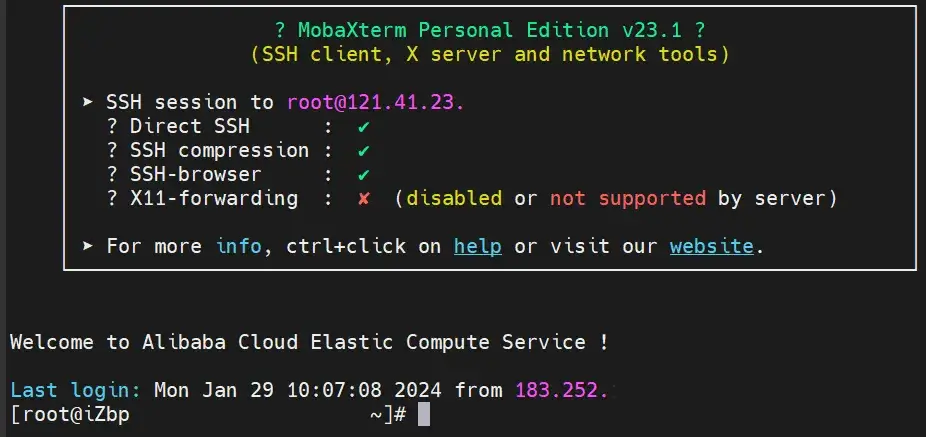 ? MobaXterm Personal Edition v23.1 ?
(SSH client, X server and network tools)
➤ SSH session to root@121.41.23.
? Direct SSH : ✔
? SSH compression : ✔
? SSH-browser : ✔
? X11-forwarding : ✘ (disabled or not supported by server)
➤ For more info, ctrl+click on help or visit our website.
Welcome to Alibaba Cloud Elastic Compute Service !
Last login: Mon Jan 29 10:07:08 2024 from 183.252.
[root@iZbp ~]#